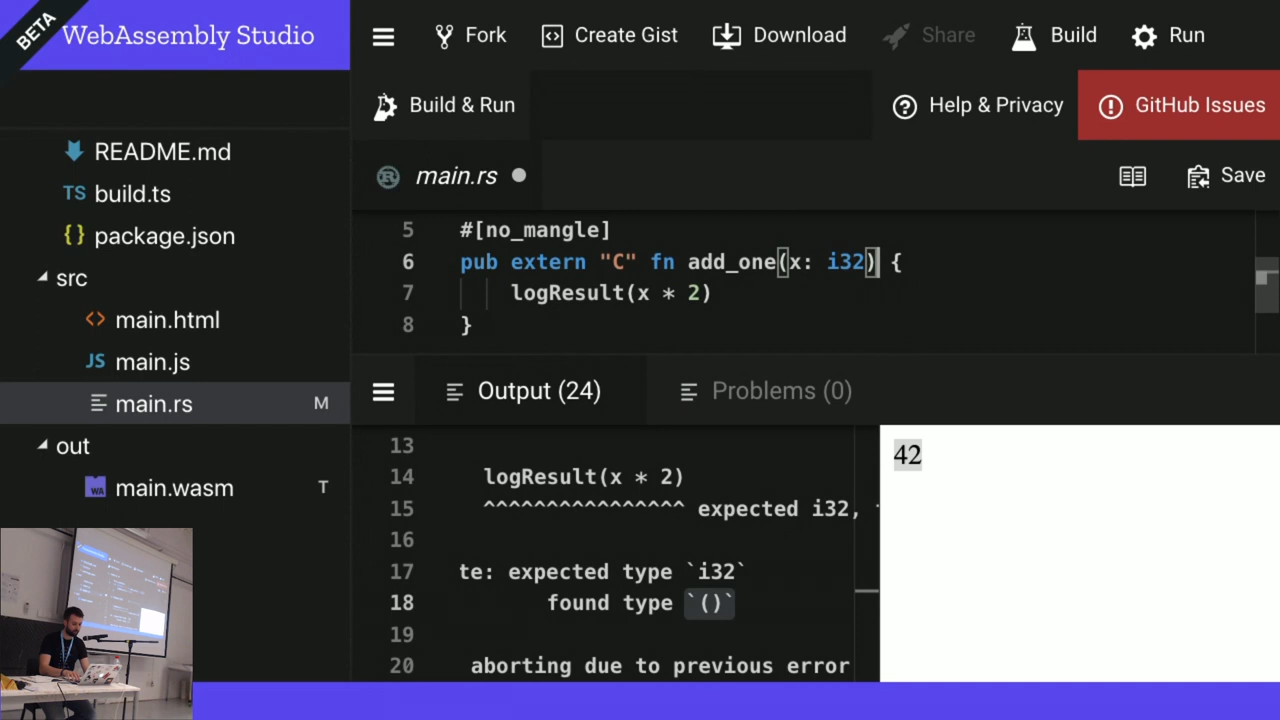 BETA
WebAssembly Studio
Fork
Create Gist
Download
Share
Build
Run
Build & Run
Help & Privacy
GitHub Issues
README.md
TS build.ts
{} package.json
src
<> main.html
JS main.js
main.rs M
out
WA main.wasm T
R main.rs
Save
5 #[no_mangle]
6 pub extern "C" fn add_one(x: i32) {
7 logResult(x * 2)
8 }
Output (24)
Problems (0)
13
14 logResult(x * 2)
15 ^^^^^^^^^^^^^^^^ expected i32,
16
17 te: expected type `i32`
18 found type `()`
19
20 aborting due to previous error
42